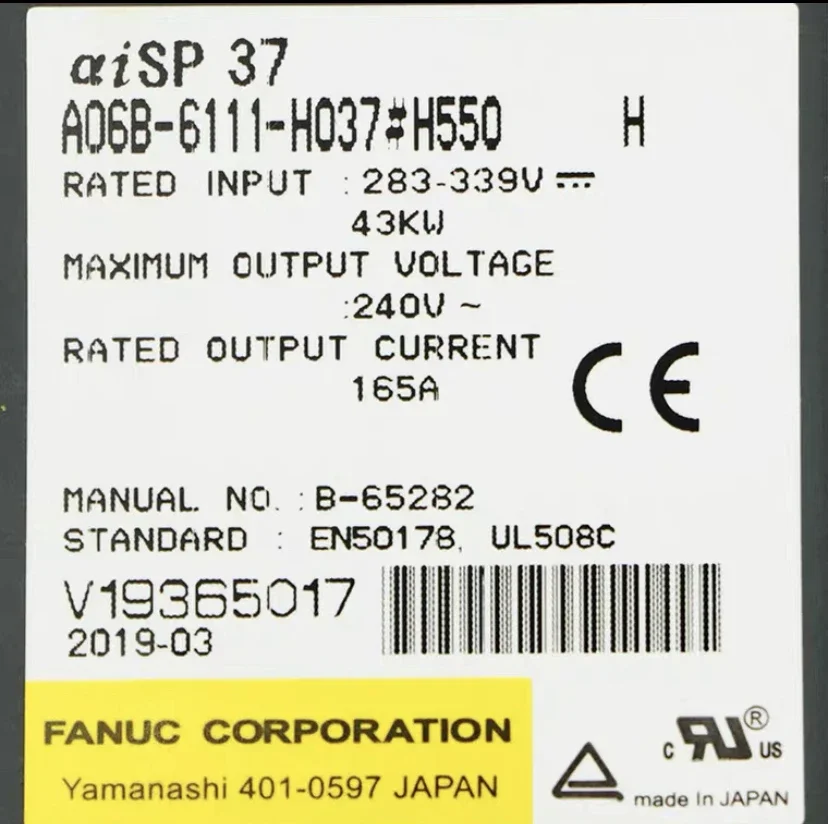 αiSP 37
A06B-6111-H037#H550 H
RATED INPUT : 283-339V ⎓
43KW
MAXIMUM OUTPUT VOLTAGE
:240V ~
RATED OUTPUT CURRENT
165A
CE
MANUAL NO. : B-65282
STANDARD : EN50178, UL508C
V19365017
2019-03
FANUC CORPORATION
Yamanashi 401-0597 JAPAN
c RU® US
made In JAPAN